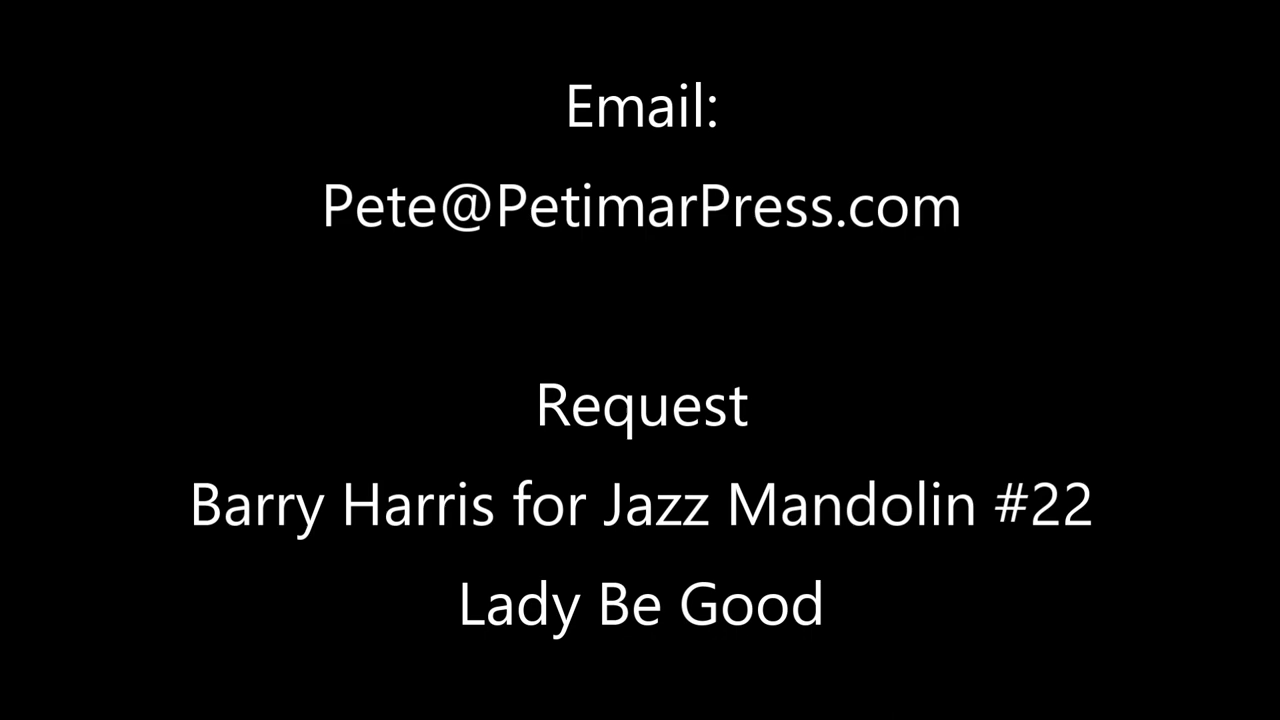 Email:
Pete@PetimarPress.com
Request
Barry Harris for Jazz Mandolin #22
Lady Be Good